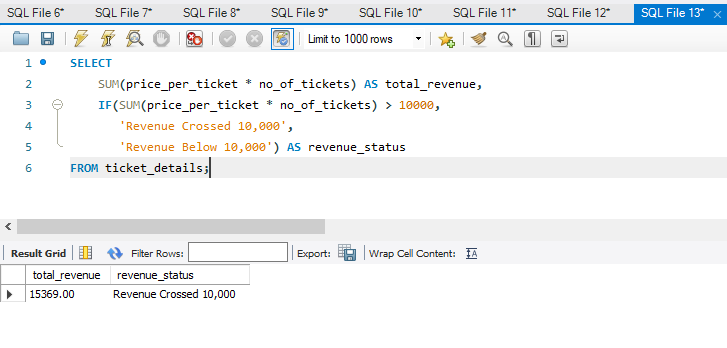 SQL File 6* SQL File 7* SQL File 8* SQL File 9* SQL File 10* SQL File 11* SQL File 12* SQL File 13*
Limit to 1000 rows
1 SELECT
2 SUM(price_per_ticket * no_of_tickets) AS total_revenue,
3 IF(SUM(price_per_ticket * no_of_tickets) > 10000,
4 'Revenue Crossed 10,000',
5 'Revenue Below 10,000') AS revenue_status
6 FROM ticket_details;
Result Grid Filter Rows: Export: Wrap Cell Content: IA
total_revenue revenue_status
15369.00 Revenue Crossed 10,000